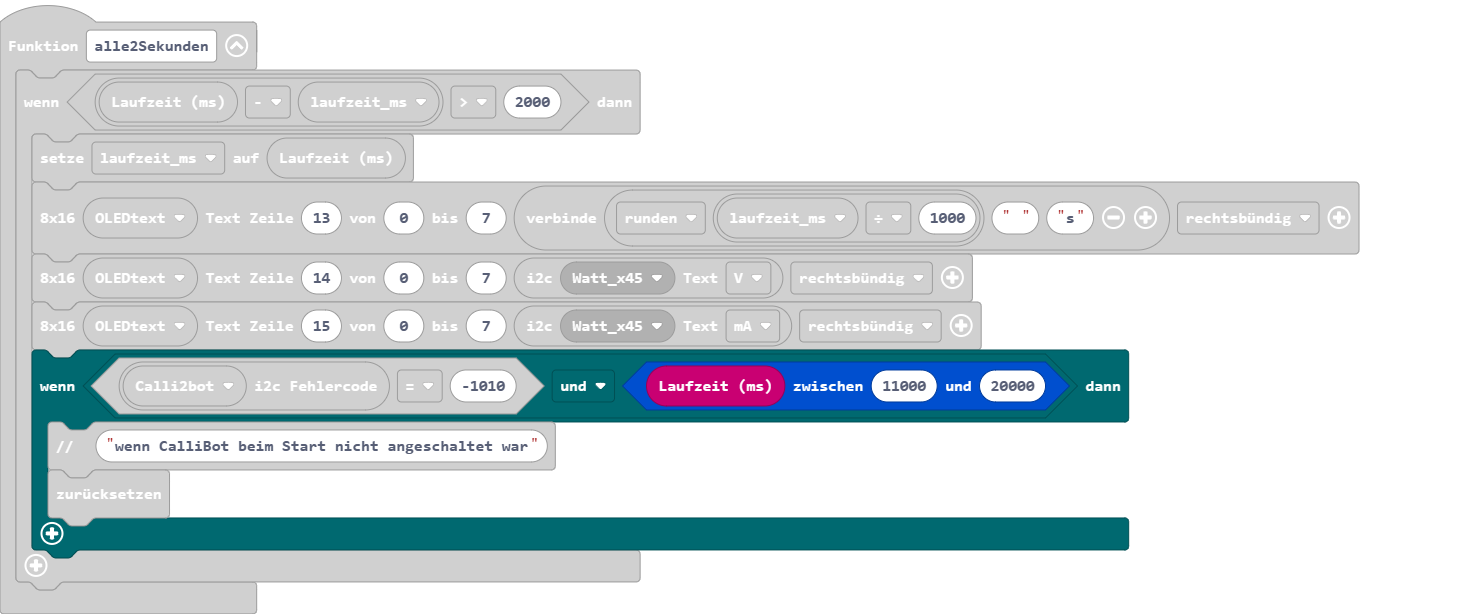 Funktion alle2Sekunden
wenn Laufzeit (ms) - laufzeit_ms > 2000 dann
setze laufzeit_ms auf Laufzeit (ms)
8x16 OLEDtext Text Zeile 13 von 0 bis 7 verbinde runden laufzeit_ms ÷ 1000 " " "s" rechtsbündig
8x16 OLEDtext Text Zeile 14 von 0 bis 7 i2c Watt_x45 Text V rechtsbündig
8x16 OLEDtext Text Zeile 15 von 0 bis 7 i2c Watt_x45 Text mA rechtsbündig
wenn Calli2bot i2c Fehlercode = -1010 und Laufzeit (ms) zwischen 11000 und 20000 dann
// "wenn CalliBot beim Start nicht angeschaltet war"
zurücksetzen